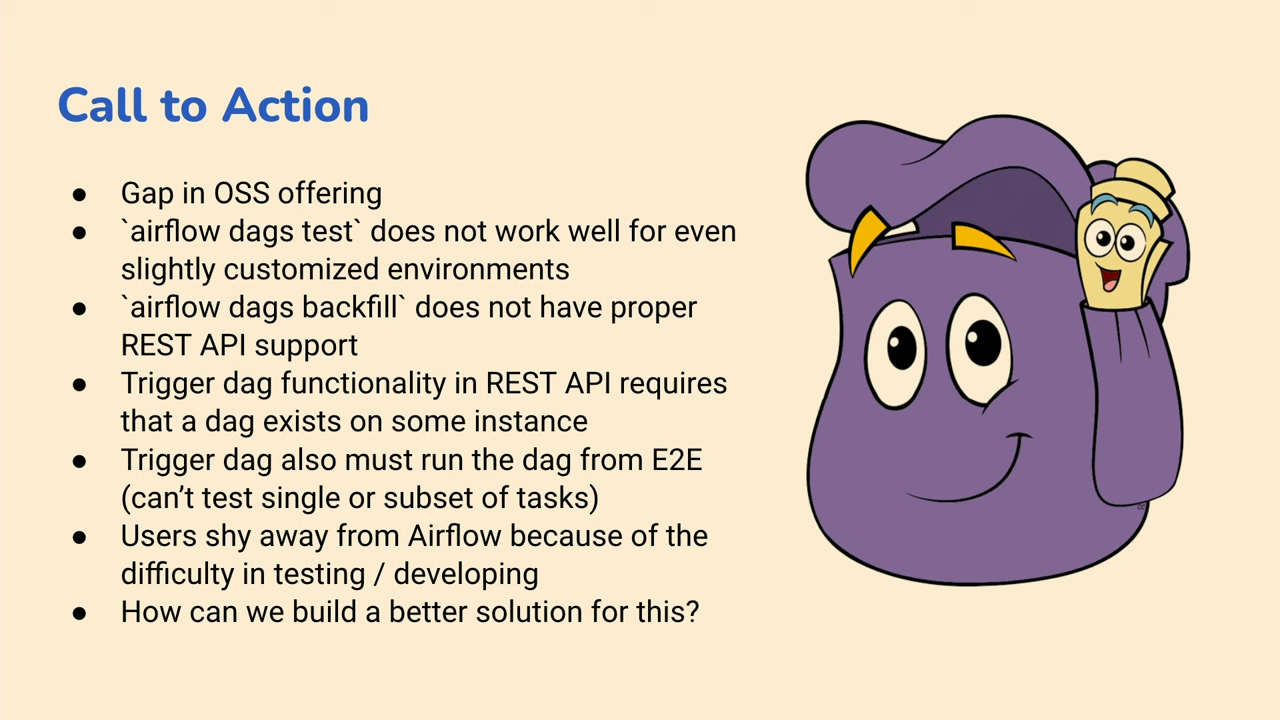 Call to Action
● Gap in OSS offering
● `airflow dags test` does not work well for even
slightly customized environments
● `airflow dags backfill` does not have proper
REST API support
● Trigger dag functionality in REST API requires
that a dag exists on some instance
● Trigger dag also must run the dag from E2E
(can’t test single or subset of tasks)
● Users shy away from Airflow because of the
difficulty in testing / developing
● How can we build a better solution for this?